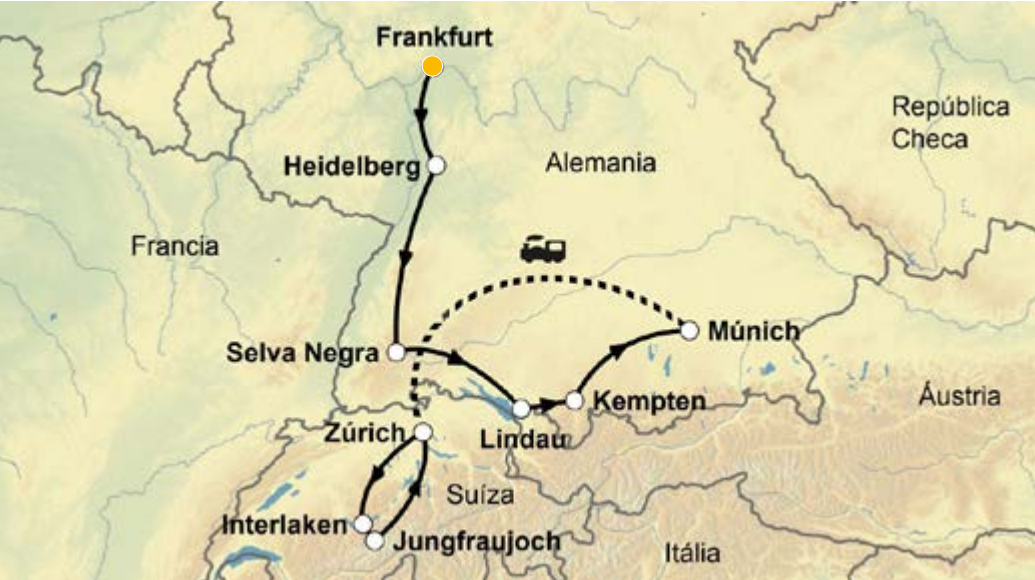 Frankfurt
República
Checa
Heidelberg
Alemania
Francia
Selva Negra
Múnich
Kempten
Áustria
Zúrich
Lindau
Suíza
Interlaken
Jungfraujoch
Itália